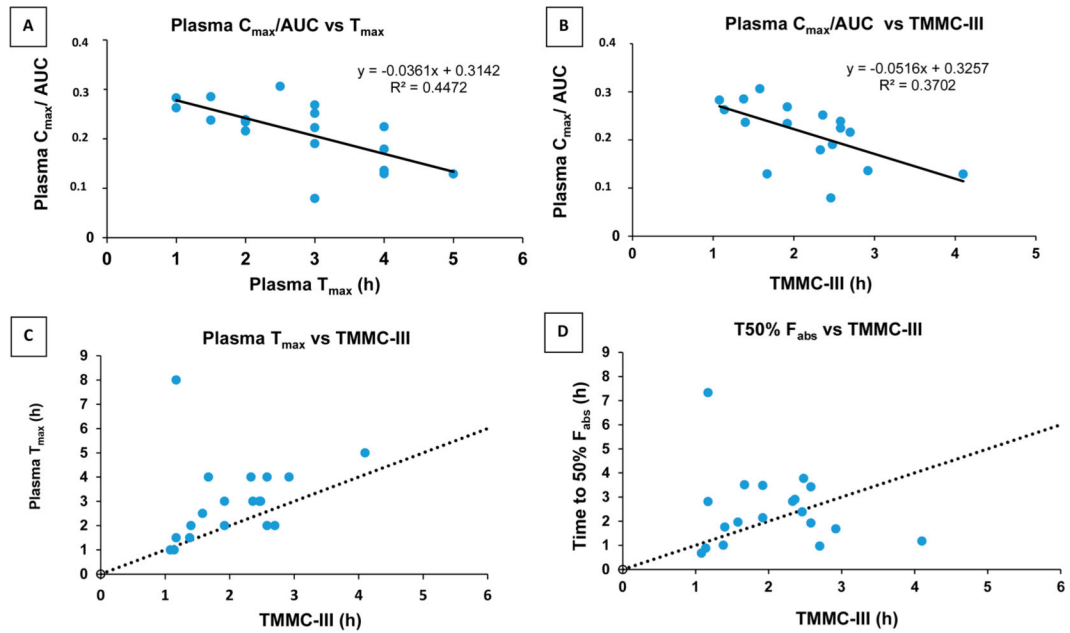 A
Plasma Cmax/AUC vs Tmax
y = -0.0361x + 0.3142
R² = 0.4472
Plasma Cmax/ AUC
0.4
0.3
0.2
0.1
0
0 1 2 3 4 5 6
Plasma Tmax (h)
B
Plasma Cmax/AUC vs TMMC-III
y = -0.0516x + 0.3257
R² = 0.3702
Plasma Cmax/ AUC
0.4
0.3
0.2
0.1
0
0 1 2 3 4 5
TMMC-III (h)
C
Plasma Tmax vs TMMC-III
Plasma Tmax (h)
9
8
7
6
5
4
3
2
1
0
0 1 2 3 4 5 6
TMMC-III (h)
D
T50% Fabs vs TMMC-III
Time to 50% Fabs (h)
9
8
7
6
5
4
3
2
1
0
0 1 2 3 4 5 6
TMMC-III (h)